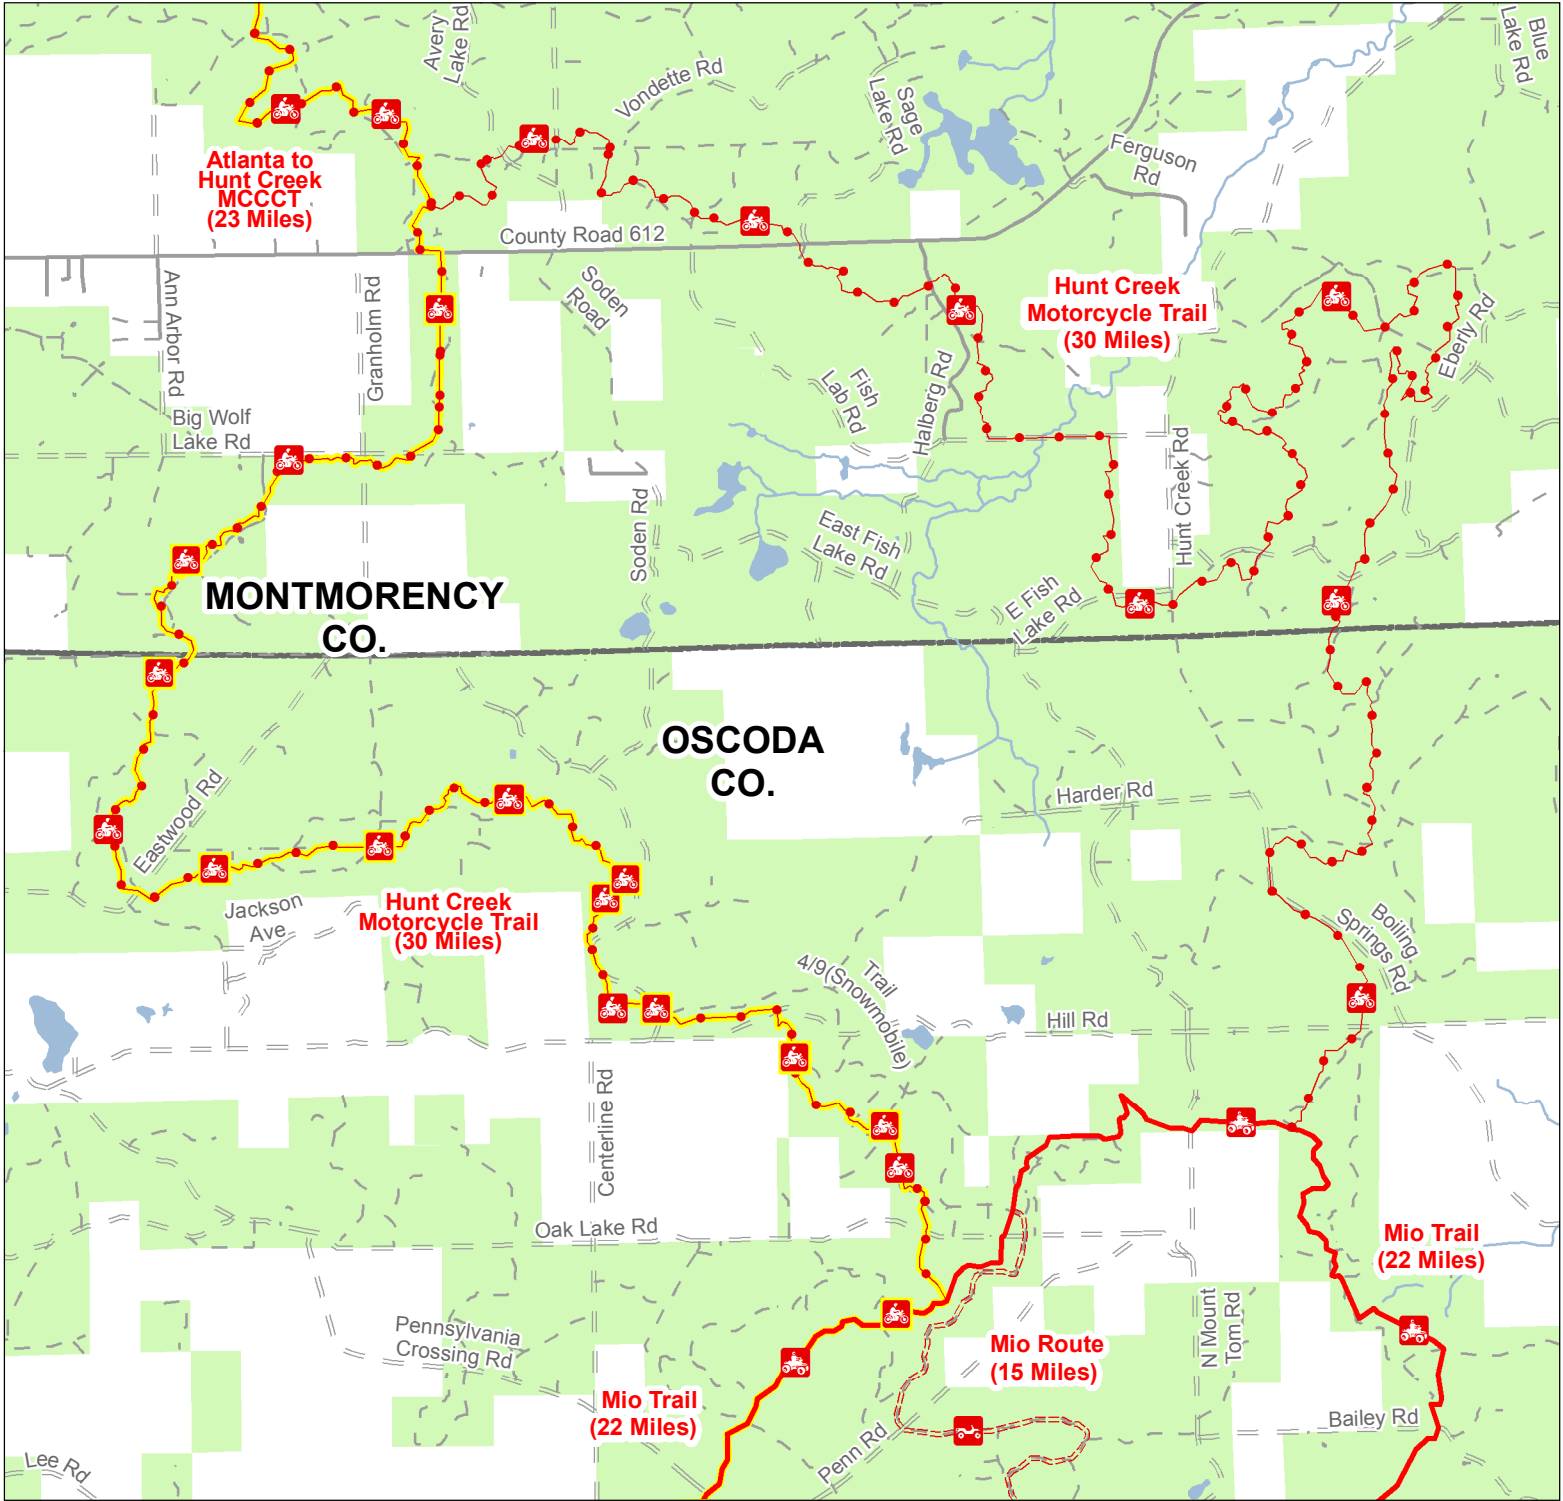 Avery
Lake Rd
Vondette Rd
Sage
Lake Rd
Blue
Lake Rd
Ferguson
Rd
Atlanta to
Hunt Creek
MCCCT
(23 Miles)
County Road 612
Ann Arbor Rd
Granholm Rd
Soden
Road
Hunt Creek
Motorcycle Trail
(30 Miles)
Eberly Rd
Fish
Lab Rd
Halberg Rd
Big Wolf
Lake Rd
Hunt Creek Rd
Soden Rd
East Fish
Lake Rd
E Fish
Lake Rd
MONTMORENCY
CO.
OSCODA
CO.
Eastwood Rd
Harder Rd
Jackson
Ave
Hunt Creek
Motorcycle Trail
(30 Miles)
Boiling
Springs Rd
Trail
4/9(Snowmobile)
Hill Rd
Centerline Rd
Oak Lake Rd
Mio Trail
(22 Miles)
Pennsylvania
Crossing Rd
N Mount
Tom Rd
Mio Route
(15 Miles)
Mio Trail
(22 Miles)
Bailey Rd
Penn Rd
Lee Rd